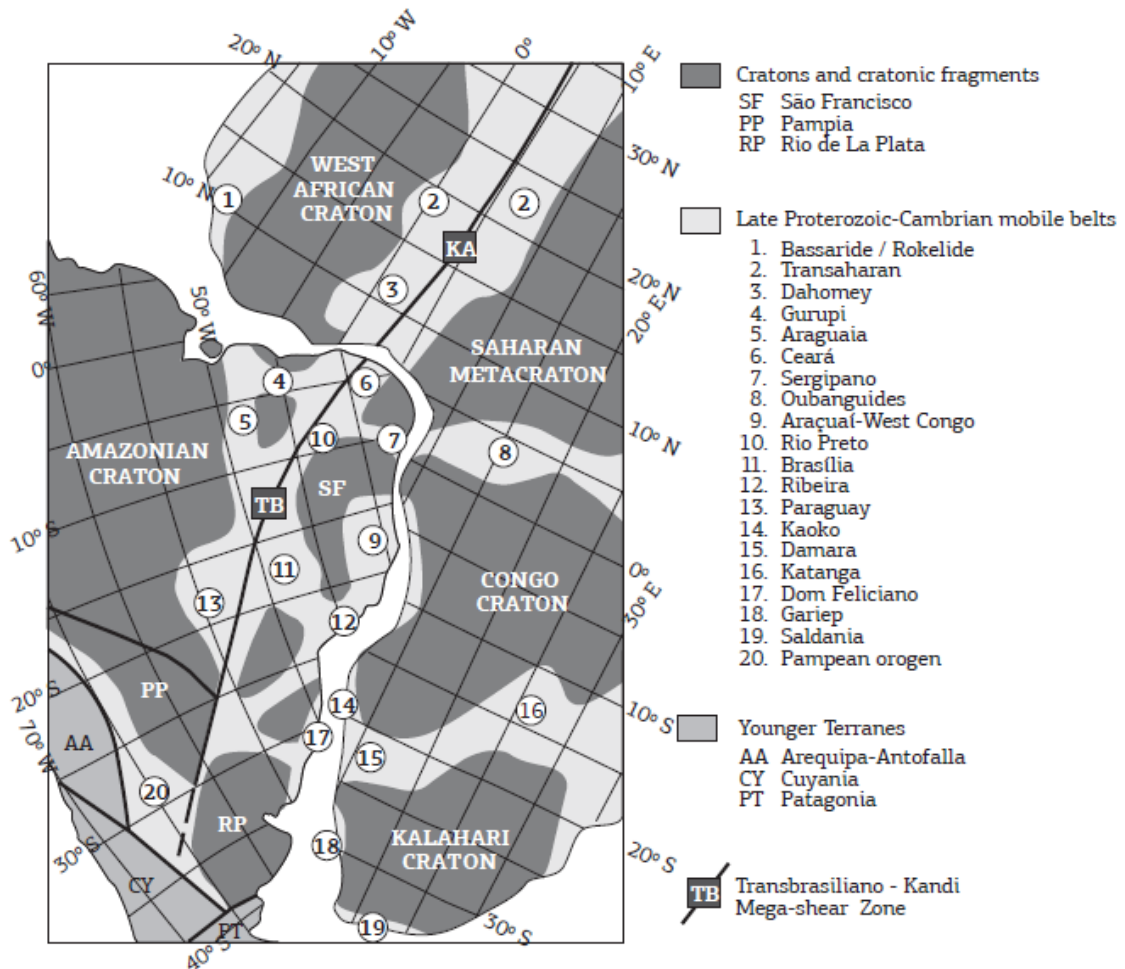 20° N
10° W
0°
10° E
30° N
10° N
WEST
AFRICAN
CRATON
1
2
2
KA
3
20° N
20° E
60° W
50° W
0°
SAHARAN
METACRATON
4
6
5
10
7
8
10° N
AMAZONIAN
CRATON
SF
TB
9
10° S
11
CONGO
CRATON
0°
30° E
13
12
20° S
PP
14
16
10° S
70° W
AA
17
15
20
RP
18
KALAHARI
CRATON
20° S
30° S
CY
PT
19
30° S
40° S
Cratons and cratonic fragments
SF São Francisco
PP Pampia
RP Rio de La Plata
Late Proterozoic-Cambrian mobile belts
1. Bassaride / Rokelide
2. Transaharan
3. Dahomey
4. Gurupi
5. Araguaia
6. Ceará
7. Sergipano
8. Oubanguides
9. Araçuaí-West Congo
10. Rio Preto
11. Brasília
12. Ribeira
13. Paraguay
14. Kaoko
15. Damara
16. Katanga
17. Dom Feliciano
18. Gariep
19. Saldania
20. Pampean orogen
Younger Terranes
AA Arequipa-Antofalla
CY Cuyania
PT Patagonia
TB Transbrasiliano - Kandi
Mega-shear Zone